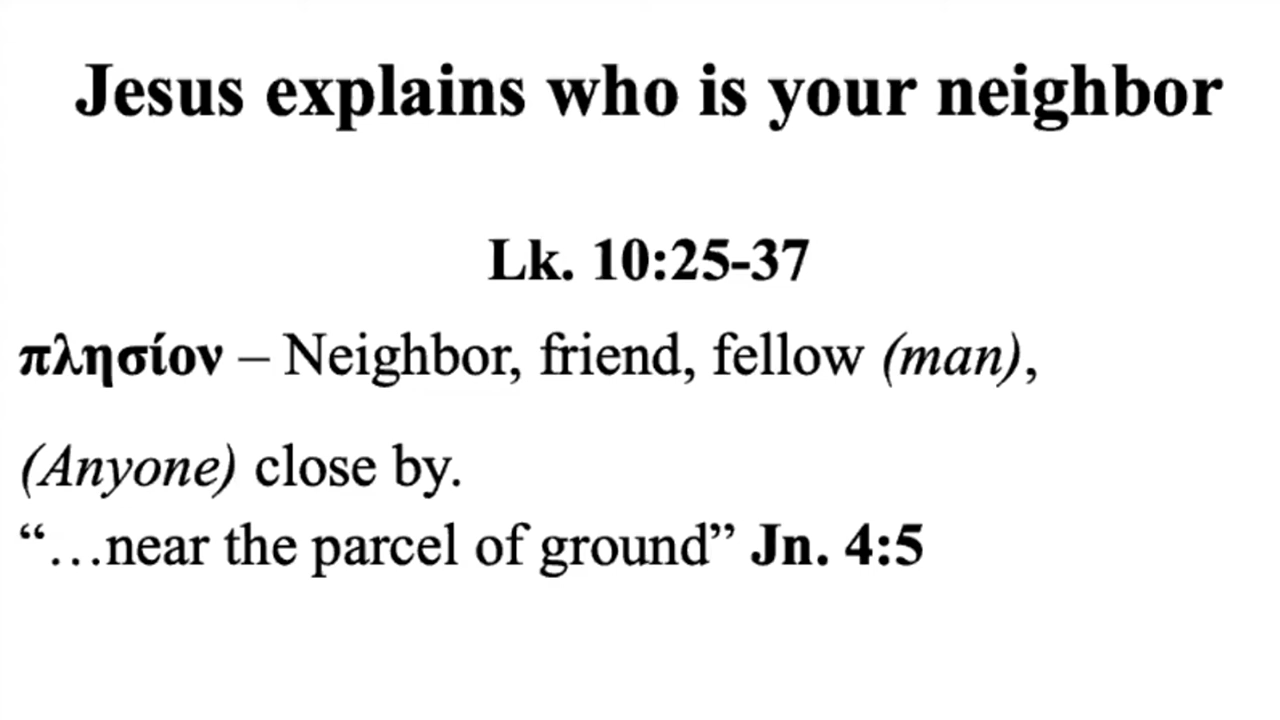 Jesus explains who is your neighbor
Lk. 10:25-37
πλησίον – Neighbor, friend, fellow (man),
(Anyone) close by.
“…near the parcel of ground” Jn. 4:5